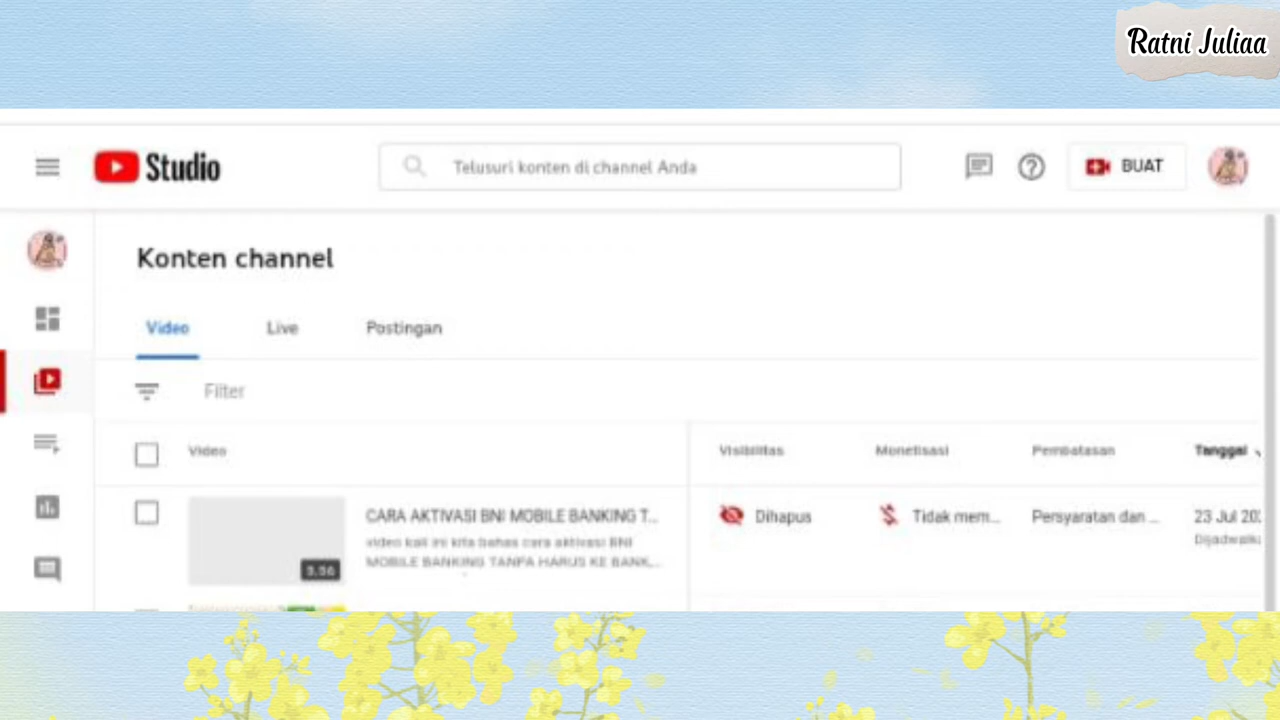 Ratni Juliaa
Studio
Telusuri konten di channel Anda
BUAT
Konten channel
Video Live Postingan
Filter
Video Visibilitas Monetisasi Pembatasan Tanggal
CARA AKTIVASI BNI MOBILE BANKING T... Dihapus Tidak mem... Persyaratan dan ... 23 Jul 20
video kali ini kita bahas cara aktivasi BNI Dijadwalk
MOBILE BANKING TANPA HARUS KE BANK...
3.56